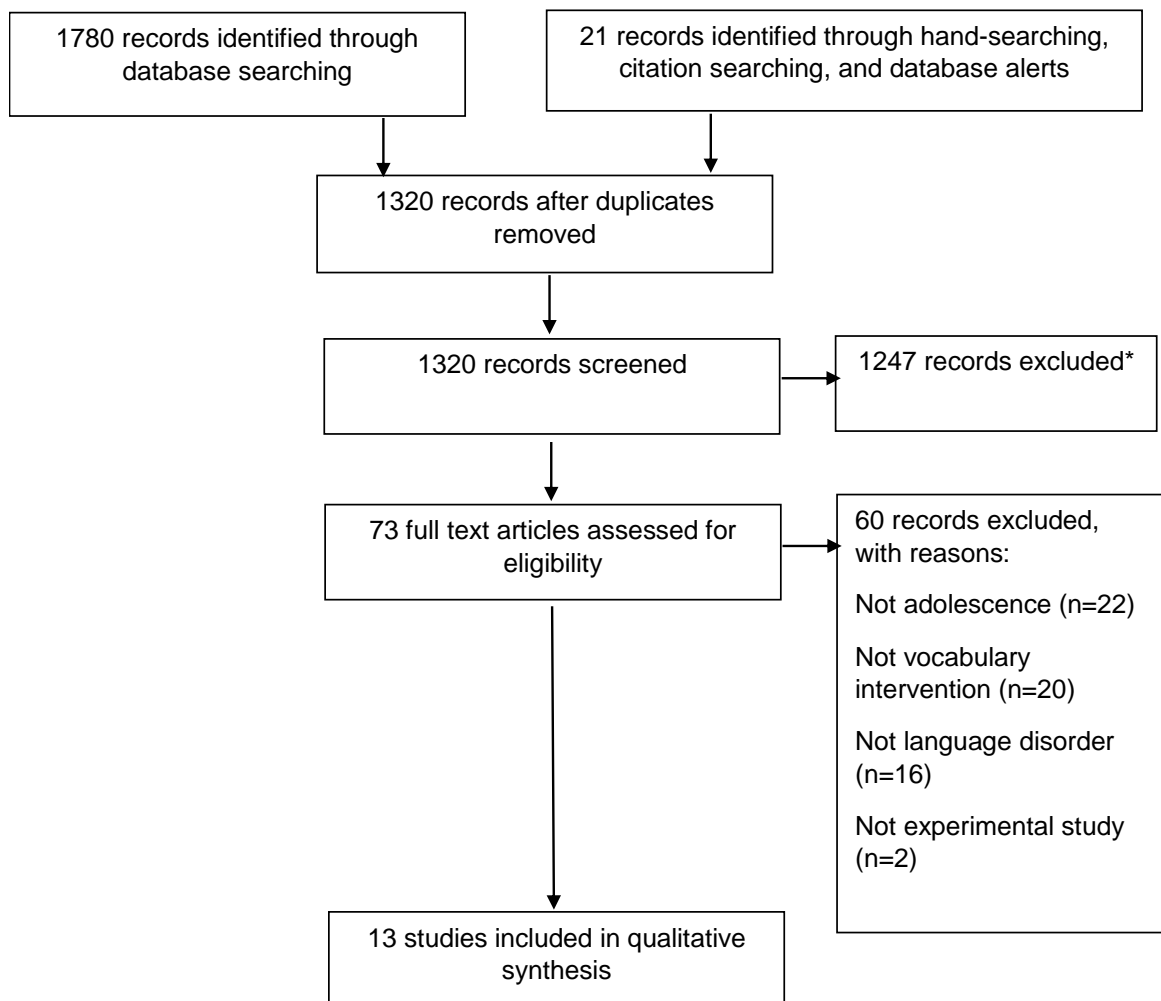 1780 records identified through
database searching
21 records identified through hand-searching,
citation searching, and database alerts
1320 records after duplicates
removed
1320 records screened
1247 records excluded*
73 full text articles assessed for
eligibility
60 records excluded,
with reasons:
Not adolescence (n=22)
Not vocabulary
intervention (n=20)
Not language disorder
(n=16)
Not experimental study
(n=2)
13 studies included in qualitative
synthesis